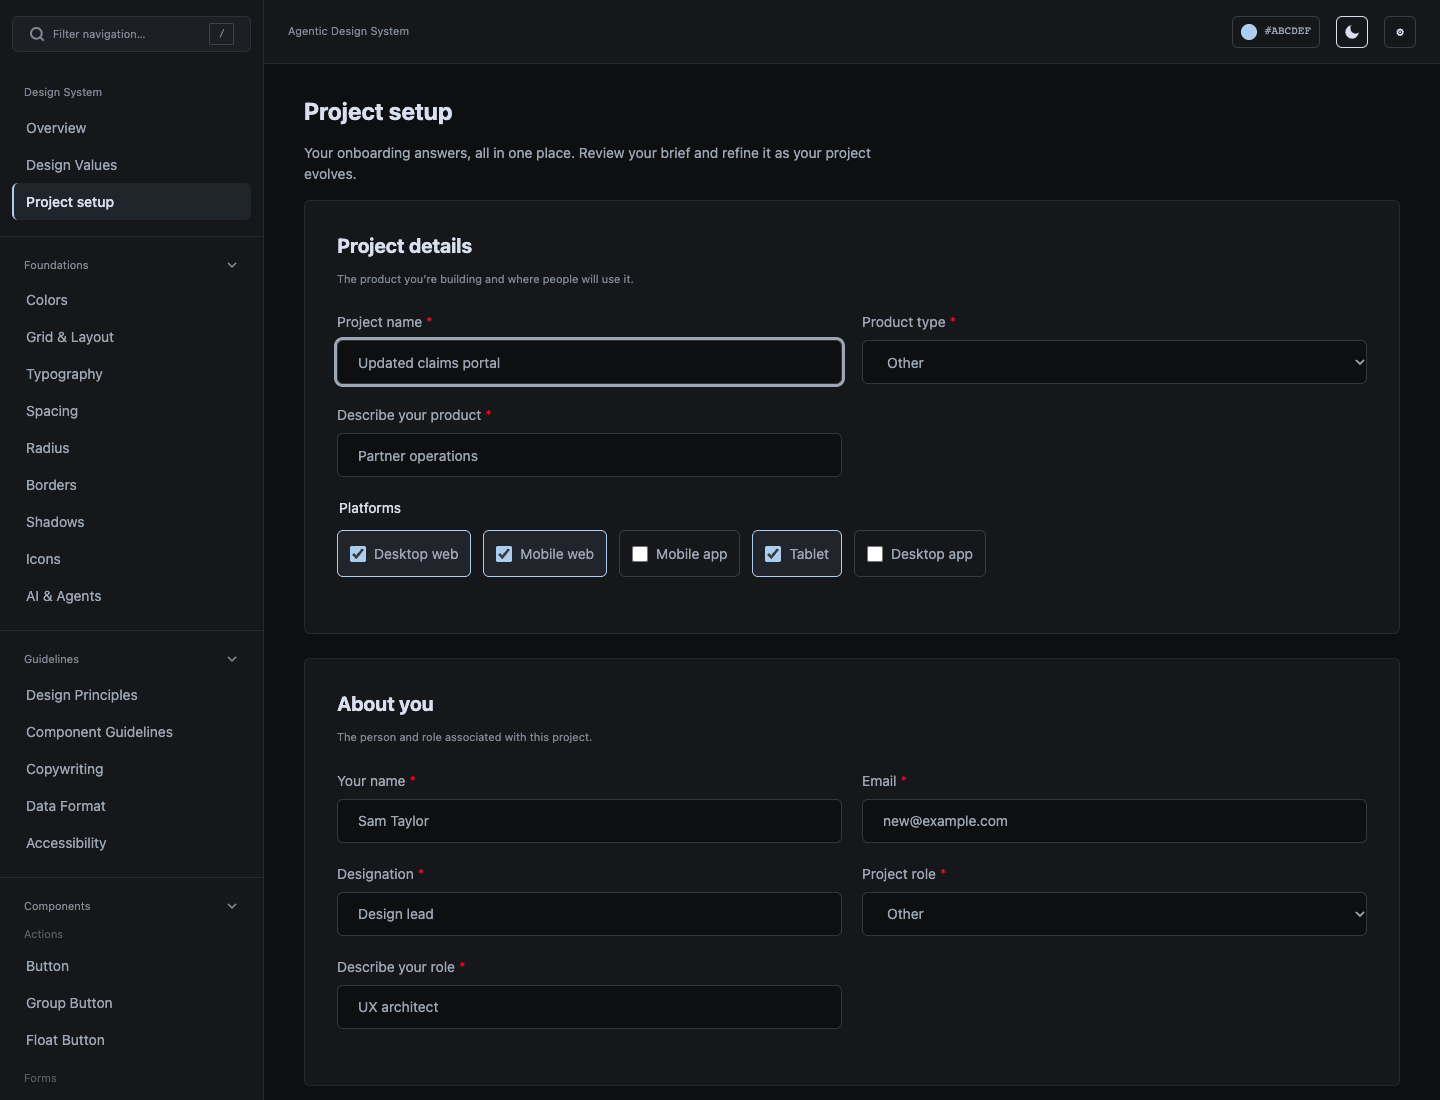 Filter navigation...
/
Design System
Overview
Design Values
Project setup
Foundations
Colors
Grid & Layout
Typography
Spacing
Radius
Borders
Shadows
Icons
AI & Agents
Guidelines
Design Principles
Component Guidelines
Copywriting
Data Format
Accessibility
Components
Actions
Button
Group Button
Float Button
Forms
Agentic Design System
#ABCDEF
Project setup
Your onboarding answers, all in one place. Review your brief and refine it as your project
evolves.
Project details
The product you're building and where people will use it.
Project name *
Product type *
Updated claims portal
Other
Describe your product *
Partner operations
Platforms
Desktop web
Mobile web
Mobile app
Tablet
Desktop app
About you
The person and role associated with this project.
Your name *
Email *
Sam Taylor
new@example.com
Designation *
Project role *
Design lead
Other
Describe your role *
UX architect